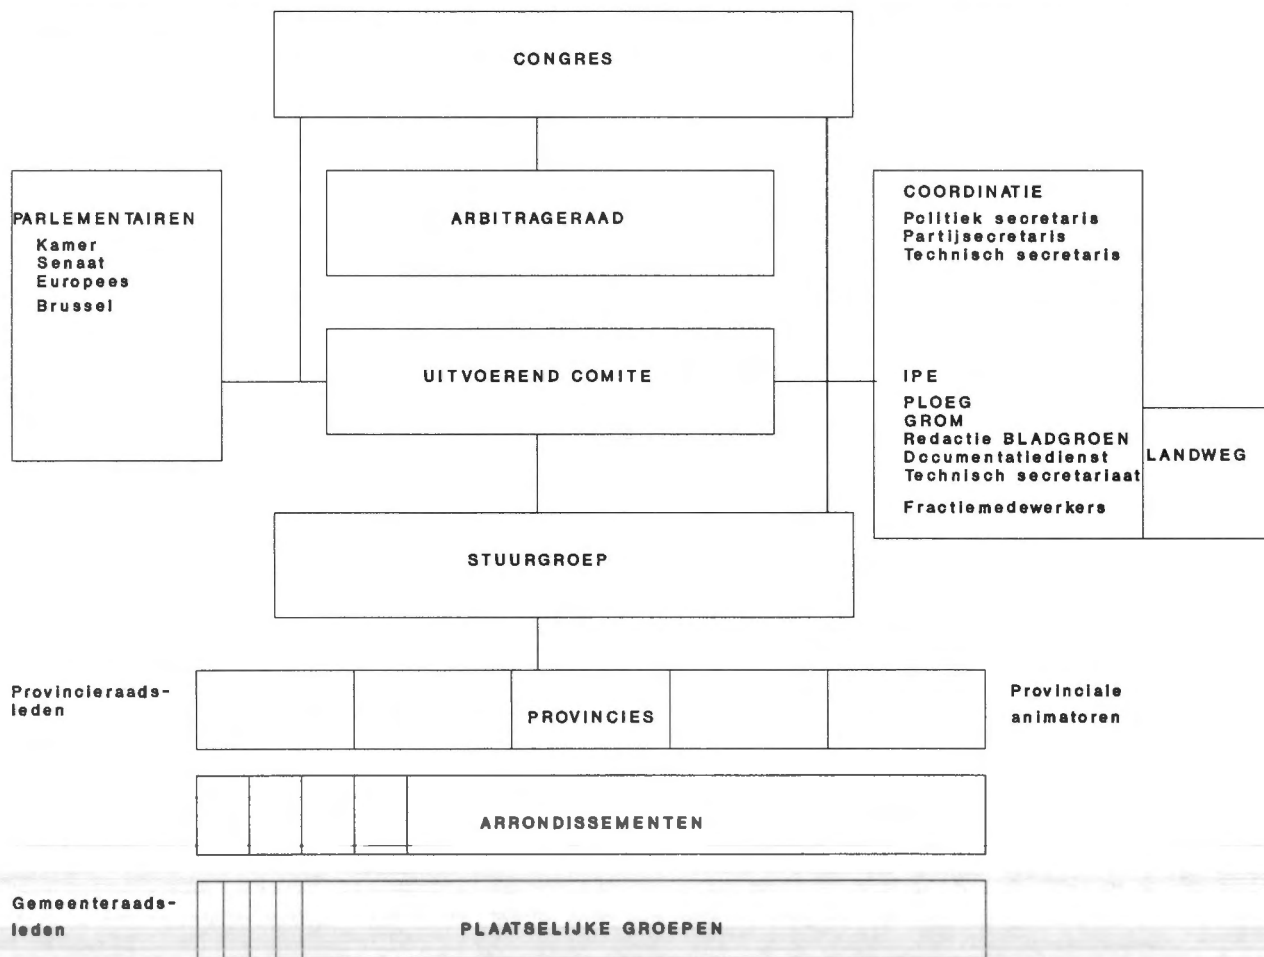 CONGRES
PARLEMENTAIREN
Kamer
Senaat
Europees
Brussel
ARBITRAGERAAD
COORDINATIE
Politiek secretaris
Partijsecretaris
Technisch secretaris
UITVOEREND COMITE
IPE
PLOEG
GROM
Redactie BLADGROEN
Documentatiedienst
Technisch secretariaat
Fractiemedewerkers
LANDWEG
STUURGROEP
Provincieraads-
leden
PROVINCIES
Provinciale
animatoren
ARRONDISSEMENTEN
Gemeenteraads-
leden
PLAATSELIJKE GROEPEN